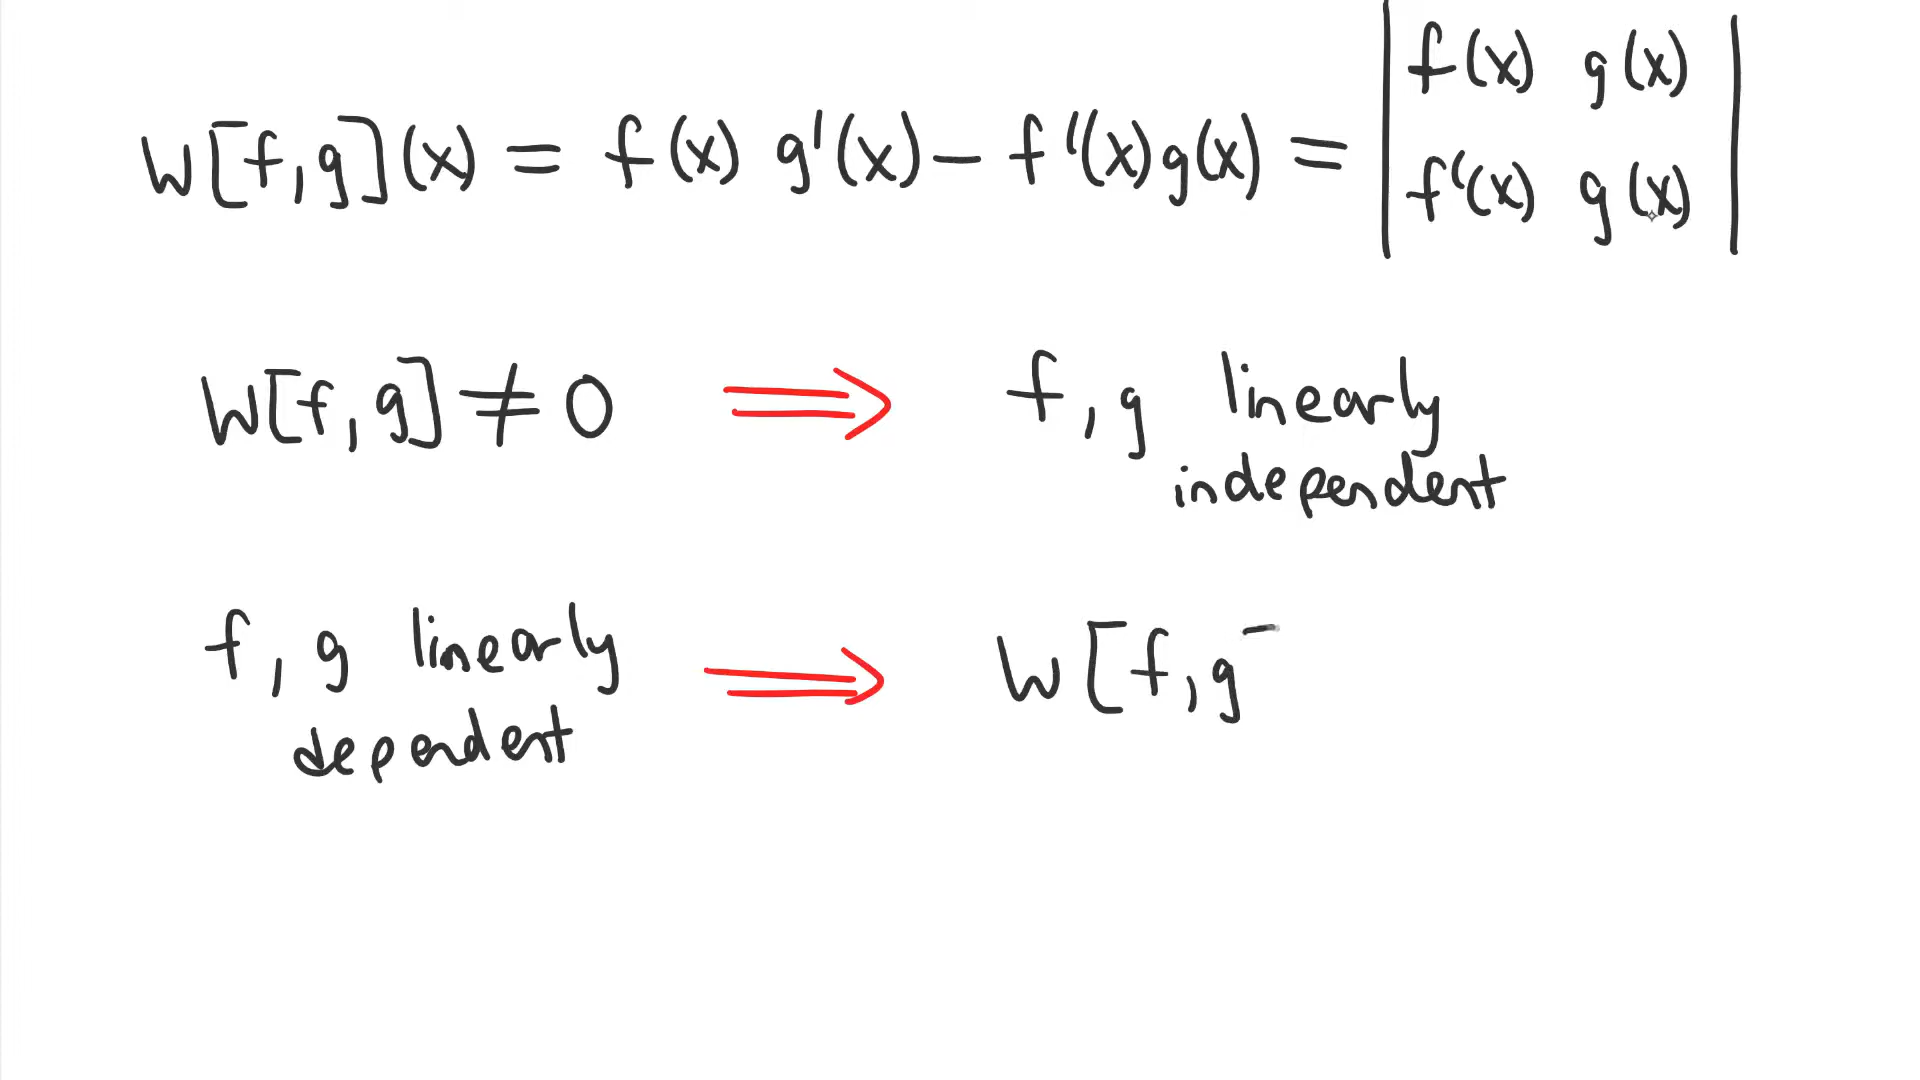 W[f,g](x) = f(x) g'(x) - f'(x)g(x) = | f(x) g(x) |
| f'(x) g(x) |
W[f,g] ≠ 0 ⟹ f, g linearly
independent
f, g linearly ⟹ W[f,g
dependent